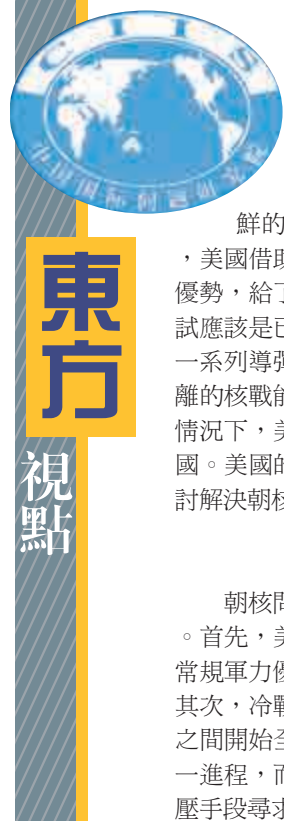 CIIS
東方
視點
鮮的
，美國借助
優勢，給了
試應該是已
一系列導彈
離的核戰能
情況下，美
國。美國的
討解決朝核
朝核問
。首先，美
常規軍力優
其次，冷戰
之間開始至
一進程，而
壓手段尋求